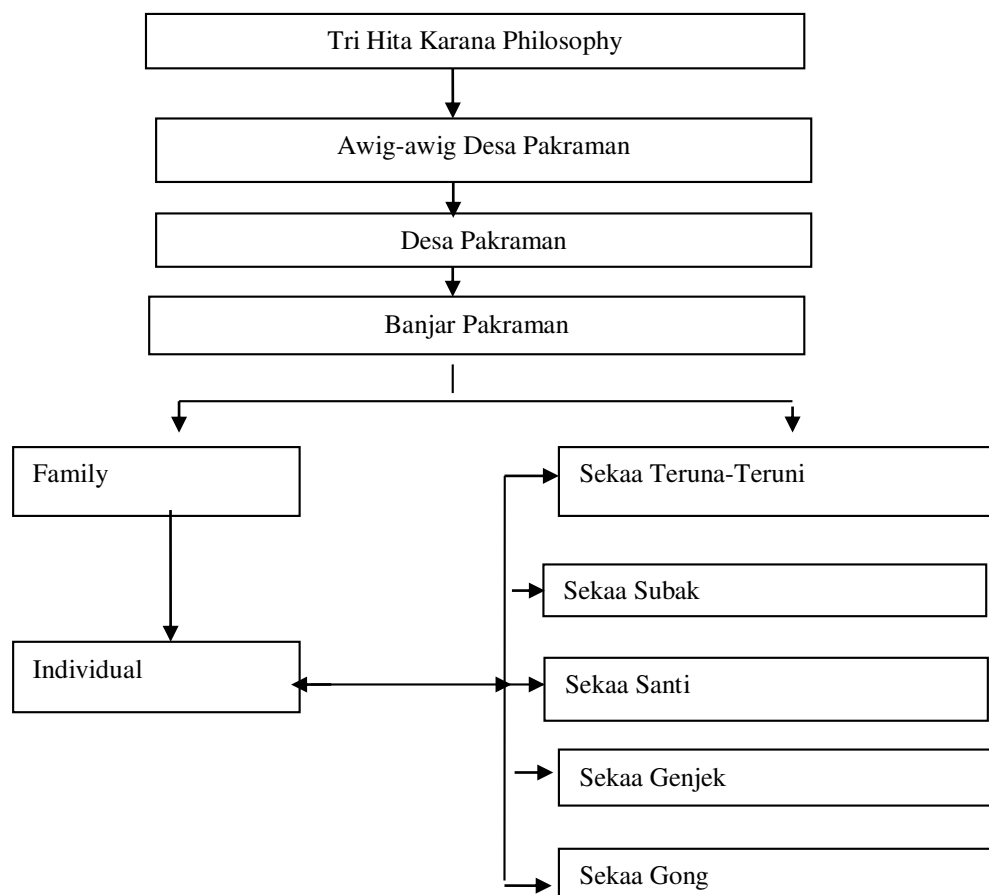 Tri Hita Karana Philosophy
Awig-awig Desa Pakraman
Desa Pakraman
Banjar Pakraman
Family
Sekaa Teruna-Teruni
Sekaa Subak
Individual
Sekaa Santi
Sekaa Genjek
Sekaa Gong